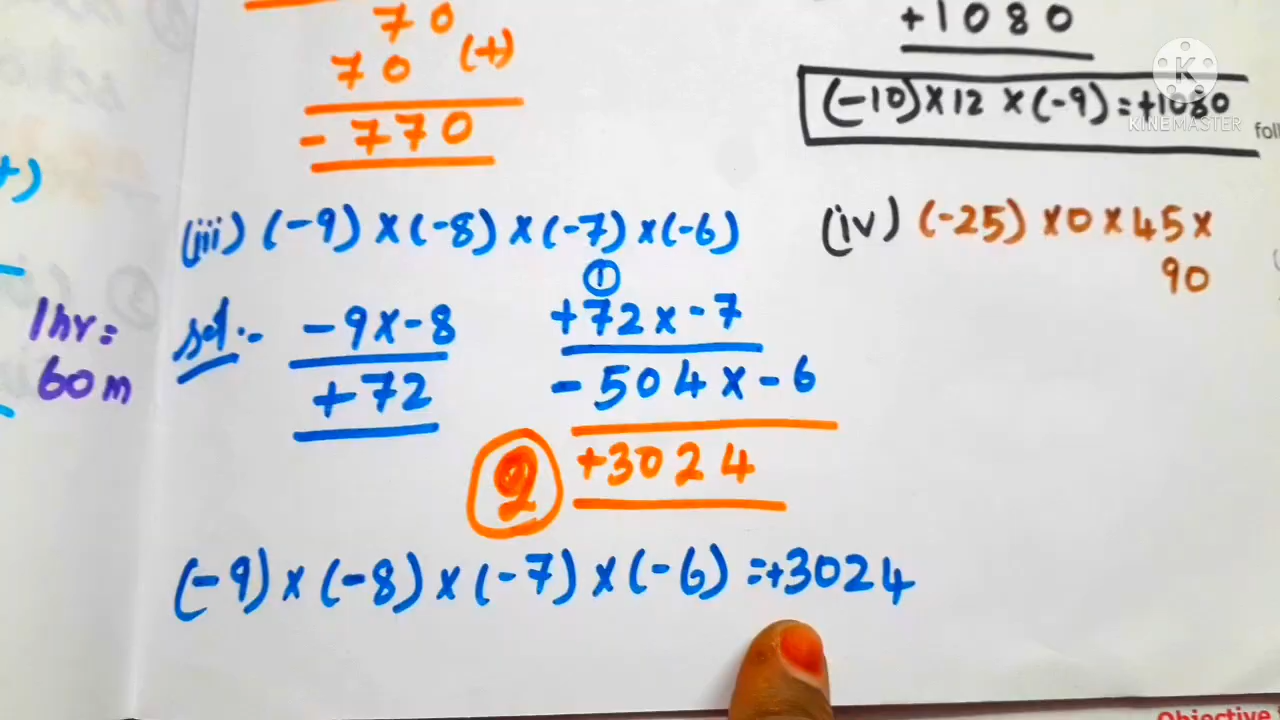 70
70 (+)
- 770
+1080
(-10)×12 ×(-9)=+1080
KINEMASTER
+)
1hr=
60m
(iii) (-9) ×(-8) ×(-7) ×(-6)
sol:-
-9×-8
+72
1
+72×-7
-504×-6
2 +3024
(-9)×(-8)×(-7)×(-6) =+3024
(iv) (-25) ×0×45×
90
Objective